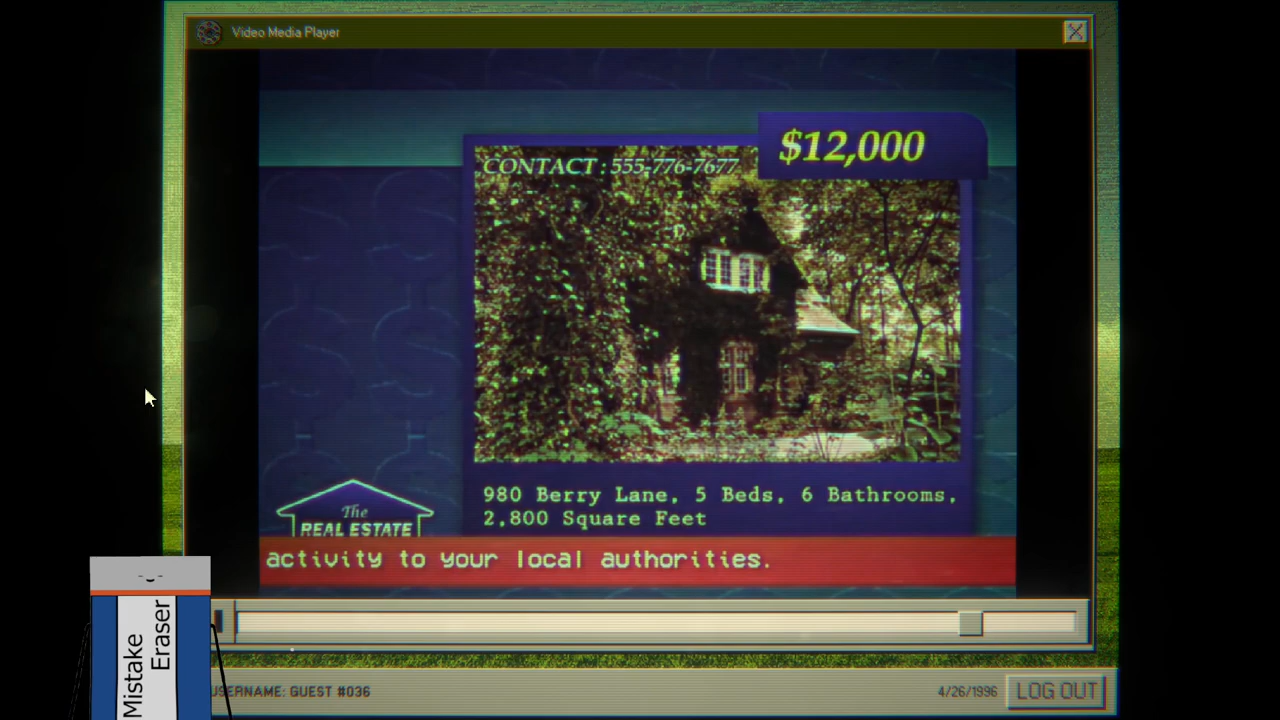 Video Media Player
$12,000
CONTACT : 555-776-7677
980 Berry Lane, 5 Beds, 6 Bathrooms,
2,800 Square Feet
The
REAL ESTATE
activity to your local authorities.
Mistake
Eraser
USERNAME: GUEST #036
4/26/1996
LOG OUT